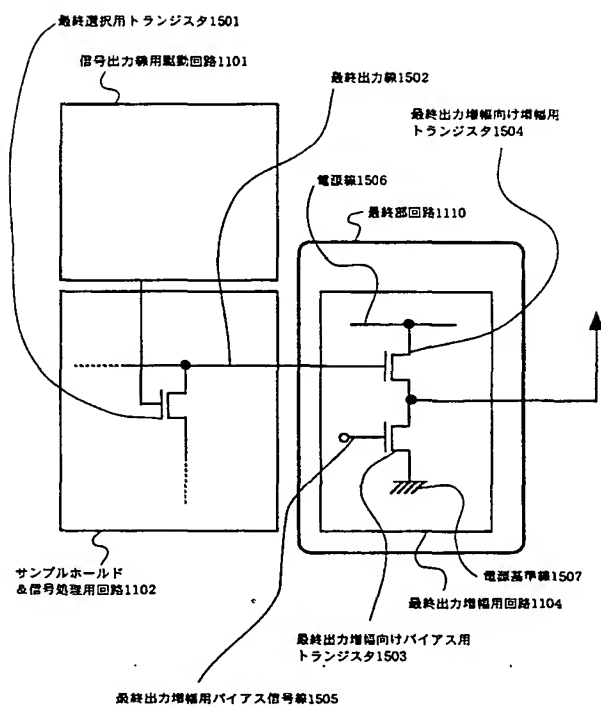 最終選択用トランジスタ1501
信号出力線用駆動回路1101
最終出力線1502
最終出力増幅向け増幅用
トランジスタ1504
電源線1506
最終部回路1110
サンプルホールド
&信号処理用回路1102
電源基準線1507
最終出力増幅用回路1104
最終出力増幅向けバイアス用
トランジスタ1503
最終出力増幅用バイアス信号線1505